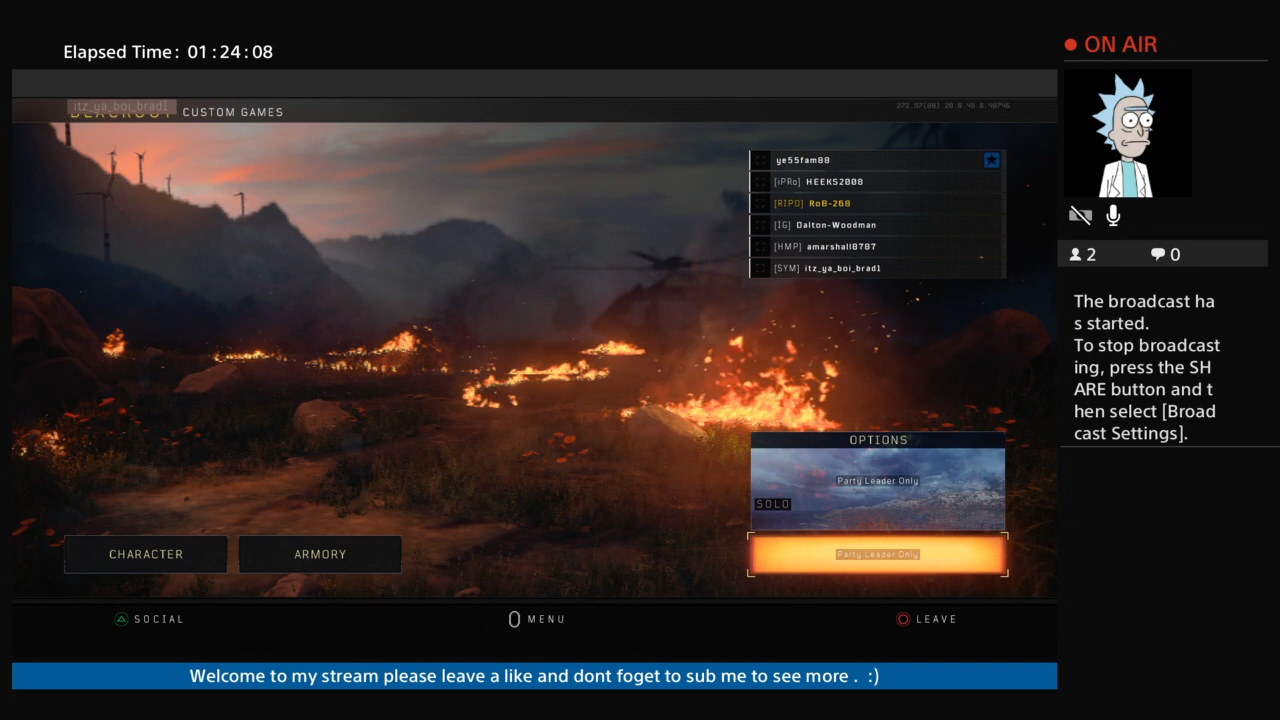 Elapsed Time: 01:24:08
ON AIR
itz_ya_boi_brad1
BLACKOUT CUSTOM GAMES
ye55fam88
[iPRo] HEEKS2008
[RIPD] RoB-268
[IG] Dalton-Woodman
[HMP] amarshall8787
[SYM] itz_ya_boi_brad1
2
0
The broadcast ha
s started.
To stop broadcast
ing, press the SH
ARE button and t
hen select [Broad
cast Settings].
OPTIONS
Party Leader Only
SOLO
Party Leader Only
CHARACTER
ARMORY
SOCIAL
MENU
LEAVE
Welcome to my stream please leave a like and dont foget to sub me to see more . :)